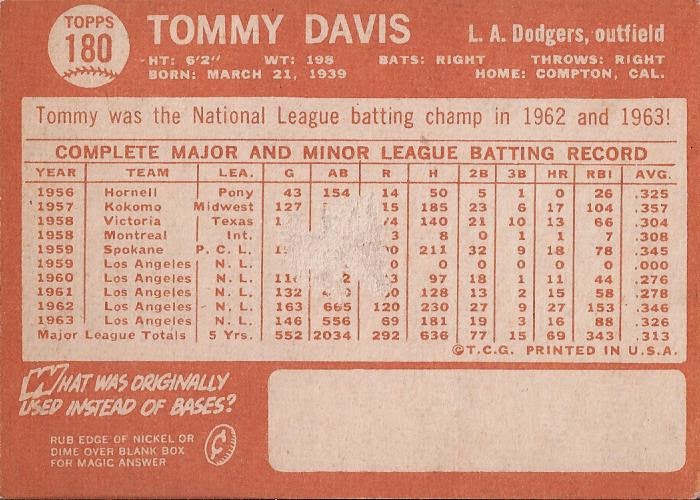 TOPPS
180
TOMMY DAVIS
L. A. Dodgers, outfield
HT: 6'2" WT: 198 BATS: RIGHT THROWS: RIGHT
BORN: MARCH 21, 1939 HOME: COMPTON, CAL.
Tommy was the National League batting champ in 1962 and 1963!
COMPLETE MAJOR AND MINOR LEAGUE BATTING RECORD
YEAR TEAM LEA. G AB R H 2B 3B HR RBI AVG.
1956 Hornell Pony 43 154 14 50 5 1 0 26 .325
1957 Kokomo Midwest 127 185 23 6 17 104 .357
1958 Victoria Texas 140 21 10 13 66 .304
1958 Montreal Int. 8 0 1 1 7 .308
1959 Spokane P. C. L. 211 32 9 18 78 .345
1959 Los Angeles N. L. 0 0 0 0 0 .000
1960 Los Angeles N. L. 97 18 1 11 44 .276
1961 Los Angeles N. L. 132 128 13 2 15 58 .278
1962 Los Angeles N. L. 163 665 120 230 27 9 27 153 .346
1963 Los Angeles N. L. 146 556 69 181 19 3 16 88 .326
Major League Totals 5 Yrs. 552 2034 292 636 77 15 69 343 .313
©T.C.G. PRINTED IN U.S.A.
WHAT WAS ORIGINALLY
USED INSTEAD OF BASES?
RUB EDGE OF NICKEL OR
DIME OVER BLANK BOX
FOR MAGIC ANSWER
¢